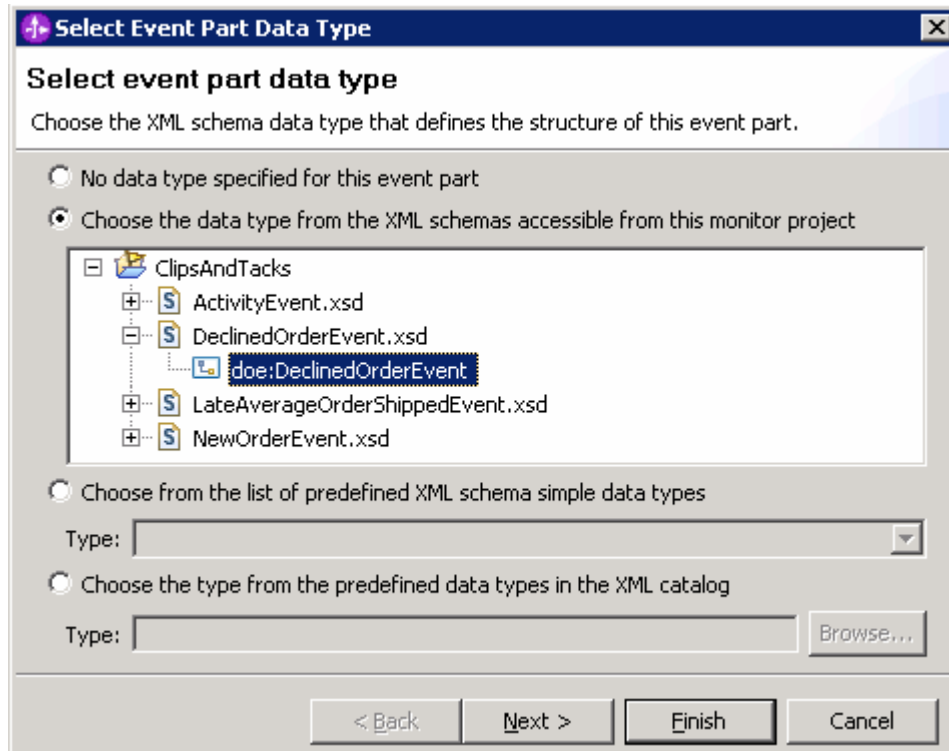 Select Event Part Data Type
Select event part data type
Choose the XML schema data type that defines the structure of this event part.
No data type specified for this event part
Choose the data type from the XML schemas accessible from this monitor project
ClipsAndTacks
ActivityEvent.xsd
DeclinedOrderEvent.xsd
doe:DeclinedOrderEvent
LateAverageOrderShippedEvent.xsd
NewOrderEvent.xsd
Choose from the list of predefined XML schema simple data types
Type:
Choose the type from the predefined data types in the XML catalog
Type: Browse...
< Back Next > Finish Cancel